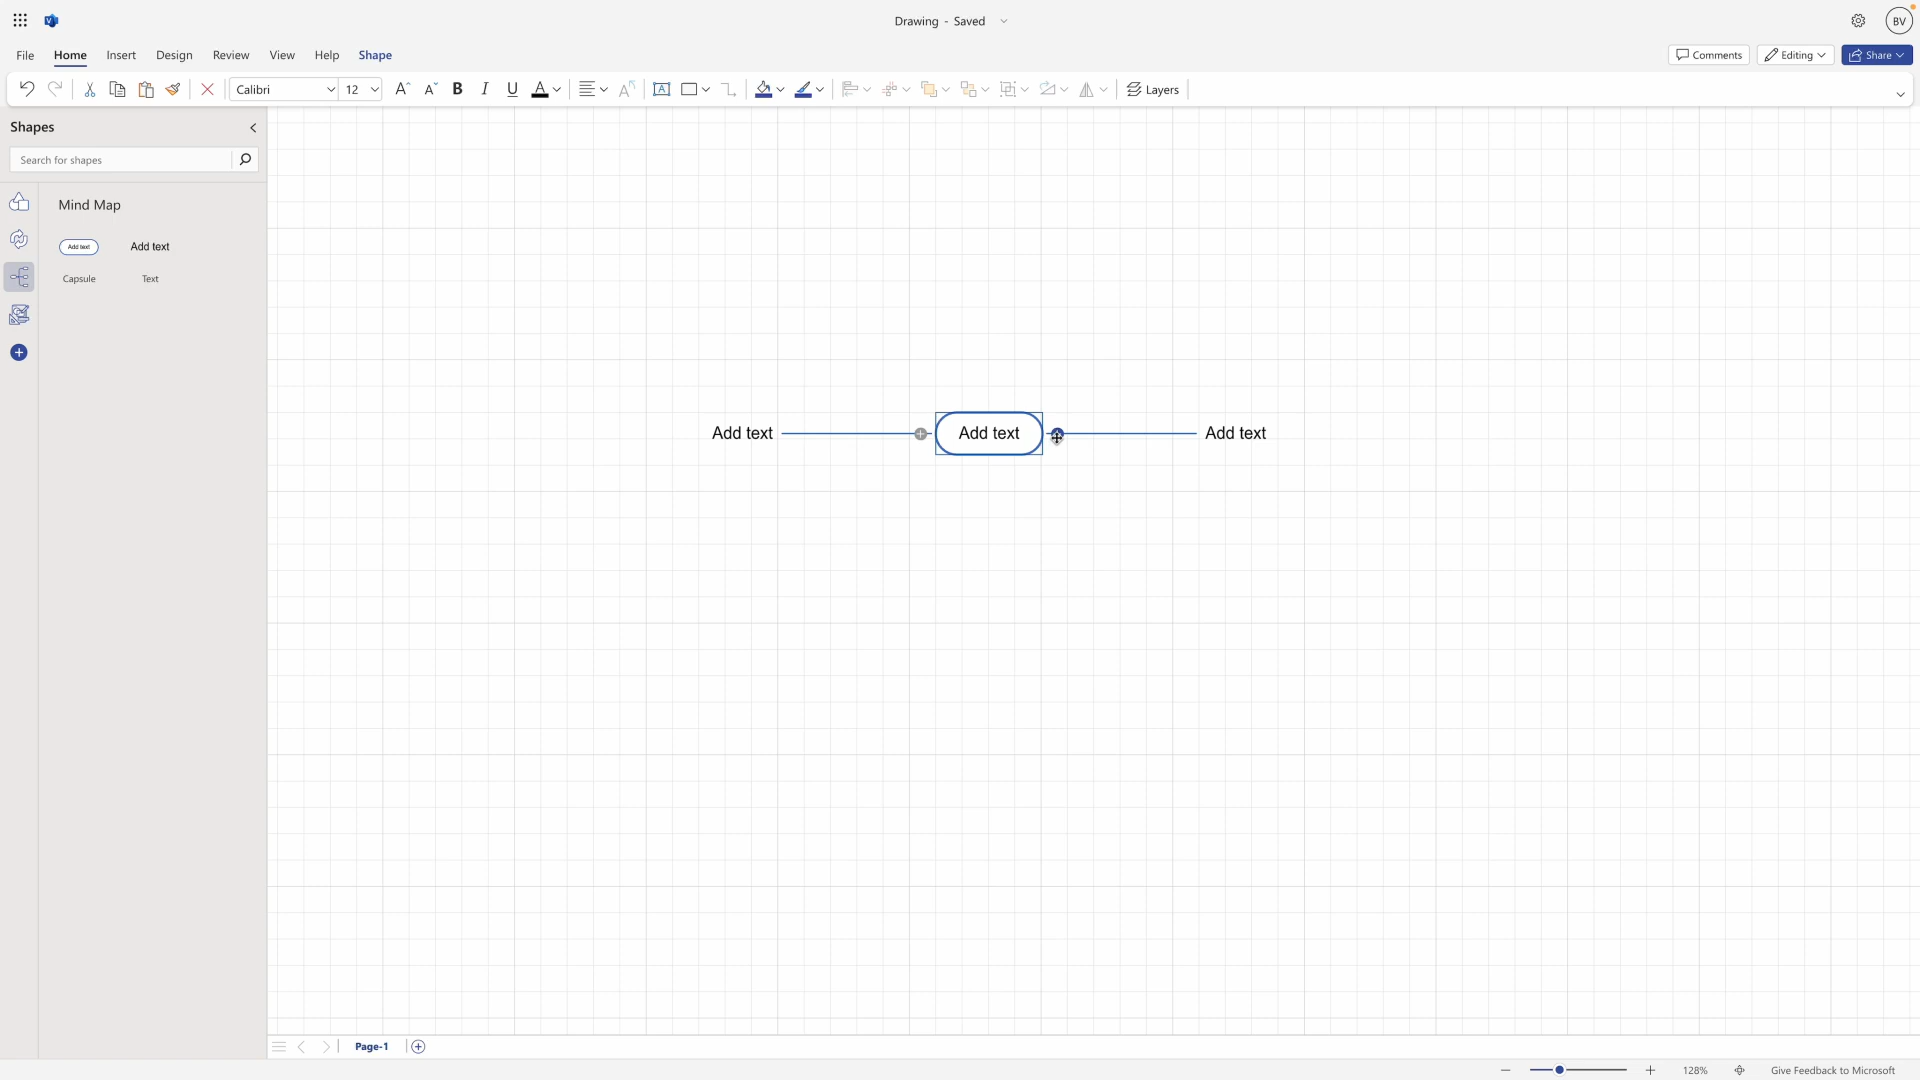 Drawing - Saved
BV
File Home Insert Design Review View Help Shape
Comments Editing Share
Calibri 12 A A B I U A A A Layers
Shapes
Search for shapes
Mind Map
Add text Add text
Capsule Text
Add text Add text Add text
Page-1
128% Give Feedback to Microsoft